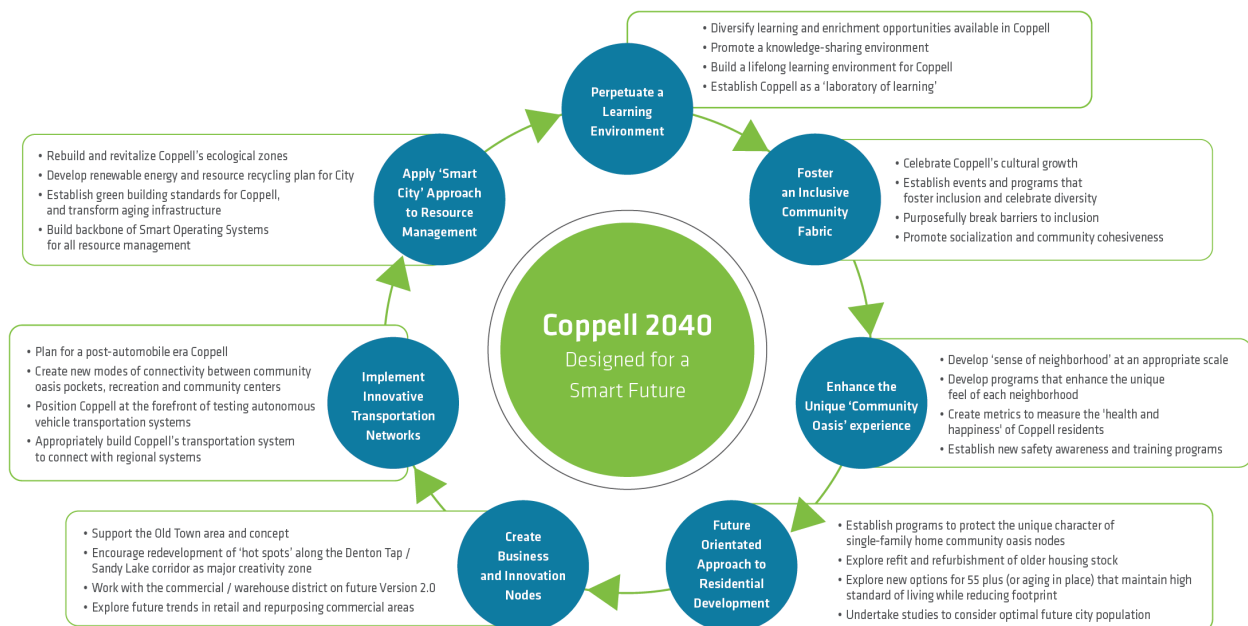 Coppell 2040
Designed for a
Smart Future
Perpetuate a
Learning
Environment
• Diversify learning and enrichment opportunities available in Coppell
• Promote a knowledge-sharing environment
• Build a lifelong learning environment for Coppell
• Establish Coppell as a ‘laboratory of learning’
Foster
an Inclusive
Community
Fabric
• Celebrate Coppell’s cultural growth
• Establish events and programs that
foster inclusion and celebrate diversity
• Purposefully break barriers to inclusion
• Promote socialization and community cohesiveness
Enhance the
Unique ‘Community
Oasis’ experience
• Develop ‘sense of neighborhood’ at an appropriate scale
• Develop programs that enhance the unique
feel of each neighborhood
• Create metrics to measure the 'health and
happiness' of Coppell residents
• Establish new safety awareness and training programs
Future
Orientated
Approach to
Residential
Development
• Establish programs to protect the unique character of
single-family home community oasis nodes
• Explore refit and refurbishment of older housing stock
• Explore new options for 55 plus (or aging in place) that maintain high
standard of living while reducing footprint
• Undertake studies to consider optimal future city population
Create
Business
and Innovation
Nodes
• Support the Old Town area and concept
• Encourage redevelopment of ‘hot spots’ along the Denton Tap /
Sandy Lake corridor as major creativity zone
• Work with the commercial / warehouse district on future Version 2.0
• Explore future trends in retail and repurposing commercial areas
Implement
Innovative
Transportation
Networks
• Plan for a post-automobile era Coppell
• Create new modes of connectivity between community
oasis pockets, recreation and community centers
• Position Coppell at the forefront of testing autonomous
vehicle transportation systems
• Appropriately build Coppell’s transportation system
to connect with regional systems
Apply ‘Smart
City’ Approach
to Resource
Management
• Rebuild and revitalize Coppell’s ecological zones
• Develop renewable energy and resource recycling plan for City
• Establish green building standards for Coppell,
and transform aging infrastructure
• Build backbone of Smart Operating Systems
for all resource management